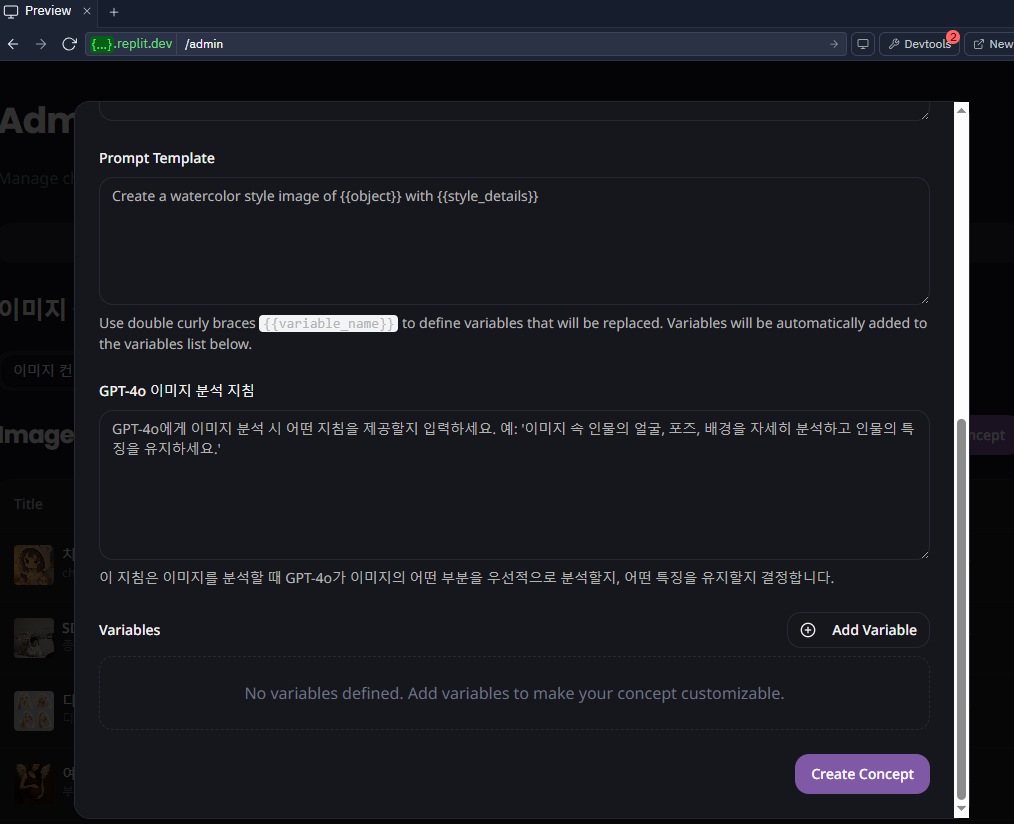 Preview
{...}.replit.dev /admin
Devtools 2
New
Adm
Manage ch
Prompt Template
Create a watercolor style image of {{object}} with {{style_details}}
Use double curly braces {{variable_name}} to define variables that will be replaced. Variables will be automatically added to
the variables list below.
이미지
이미지 컨
GPT-4o 이미지 분석 지침
GPT-4o에게 이미지 분석 시 어떤 지침을 제공할지 입력하세요. 예: '이미지 속 인물의 얼굴, 포즈, 배경을 자세히 분석하고 인물의 특
징을 유지하세요.'
Image
ncept
Title
이 지침은 이미지를 분석할 때 GPT-4o가 이미지의 어떤 부분을 우선적으로 분석할지, 어떤 특징을 유지할지 결정합니다.
Variables
Add Variable
No variables defined. Add variables to make your concept customizable.
Create Concept